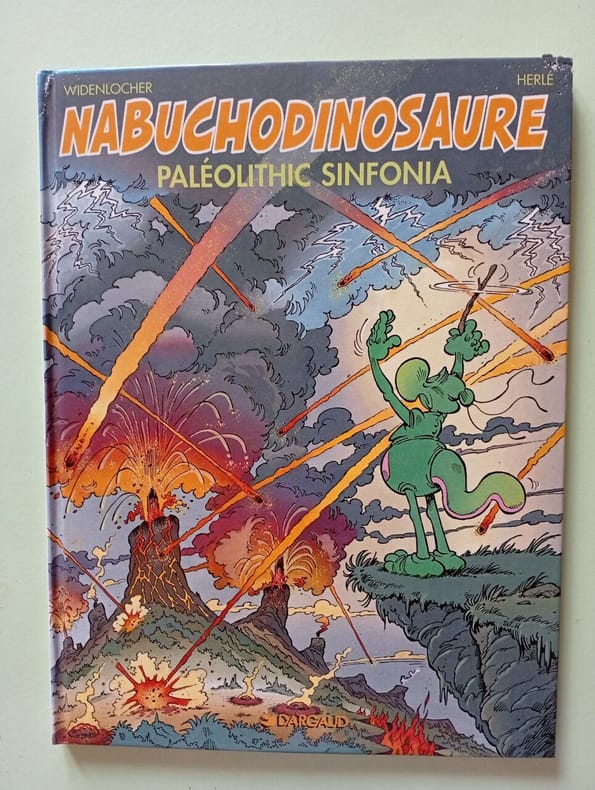 WIDENLOCHER HERLÉ
NABUCHODINOSAURE
PALÉOLITHIC SINFONIA
DARGAUD